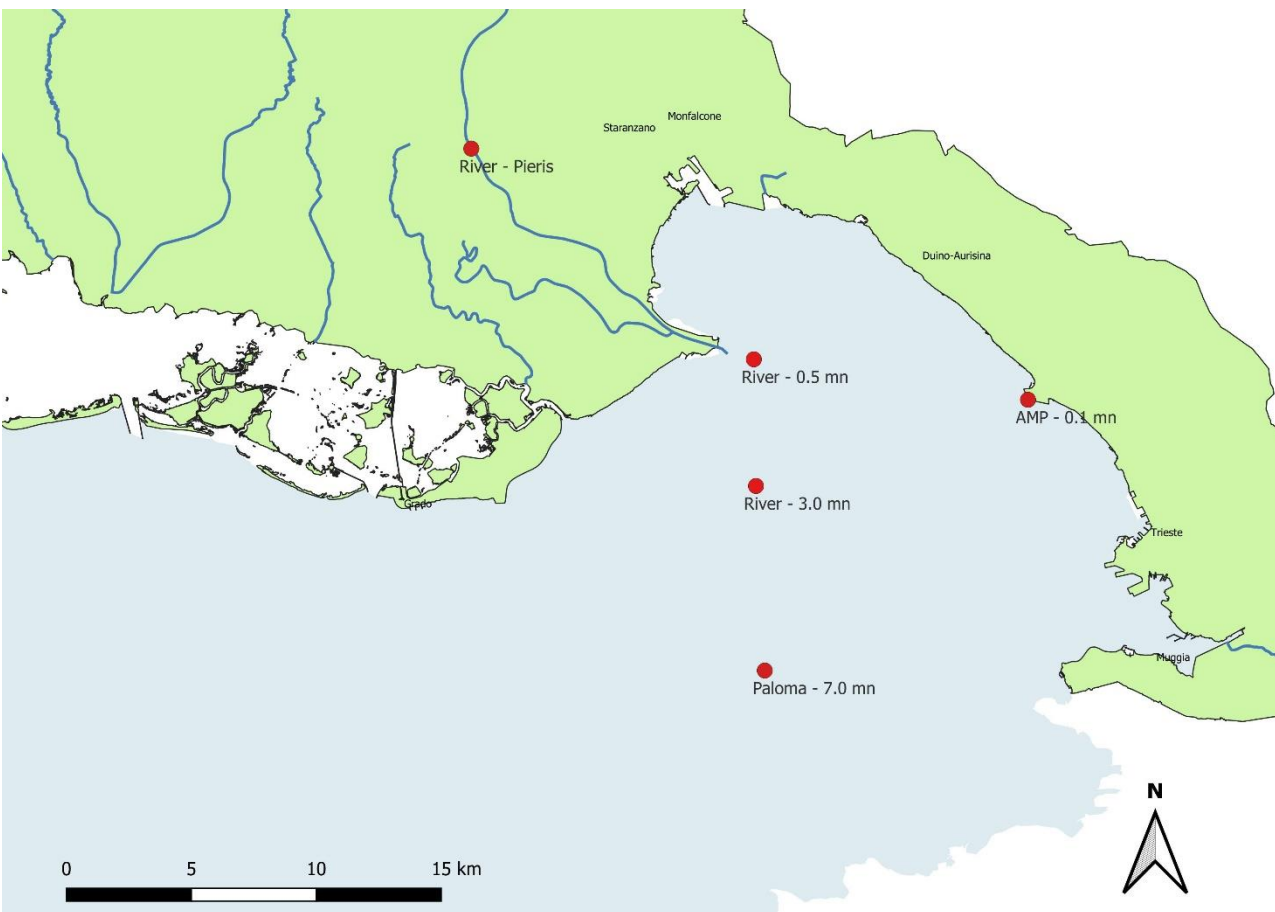 Monfalcone
Staranzano
River - Pieris
Duino-Aurisina
River - 0.5 mn
AMP - 0.1 mn
River - 3.0 mn
Trieste
Muggia
Paloma - 7.0 mn
N
0 5 10 15 km